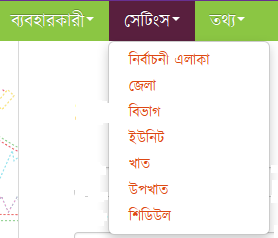 ব্যবহারকারী সেটিংস তথ্য
নির্বাচনী এলাকা
জেলা
বিভাগ
ইউনিট
খাত
উপখাত
শিডিউল